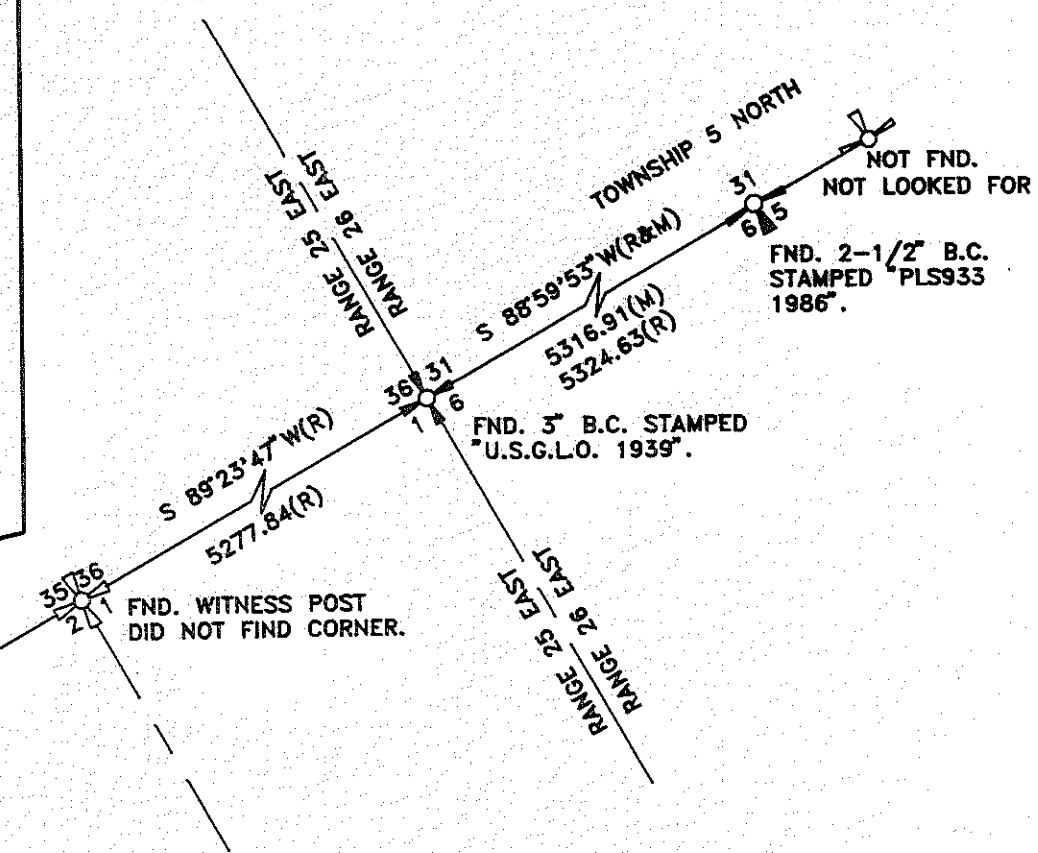 TOWNSHIP 5 NORTH
NOT FND.
NOT LOOKED FOR
31
6 5
FND. 2-1/2" B.C.
STAMPED "PLS933
1986".
RANGE 25 EAST
RANGE 26 EAST
S 88°59'53"W(R&M)
5316.91(M)
5324.63(R)
36 31
1 6
FND. 3" B.C. STAMPED
"U.S.G.L.O. 1939".
S 89°23'47"W(R)
5277.84(R)
35 36
2 1
FND. WITNESS POST
DID NOT FIND CORNER.
RANGE 25 EAST
RANGE 26 EAST